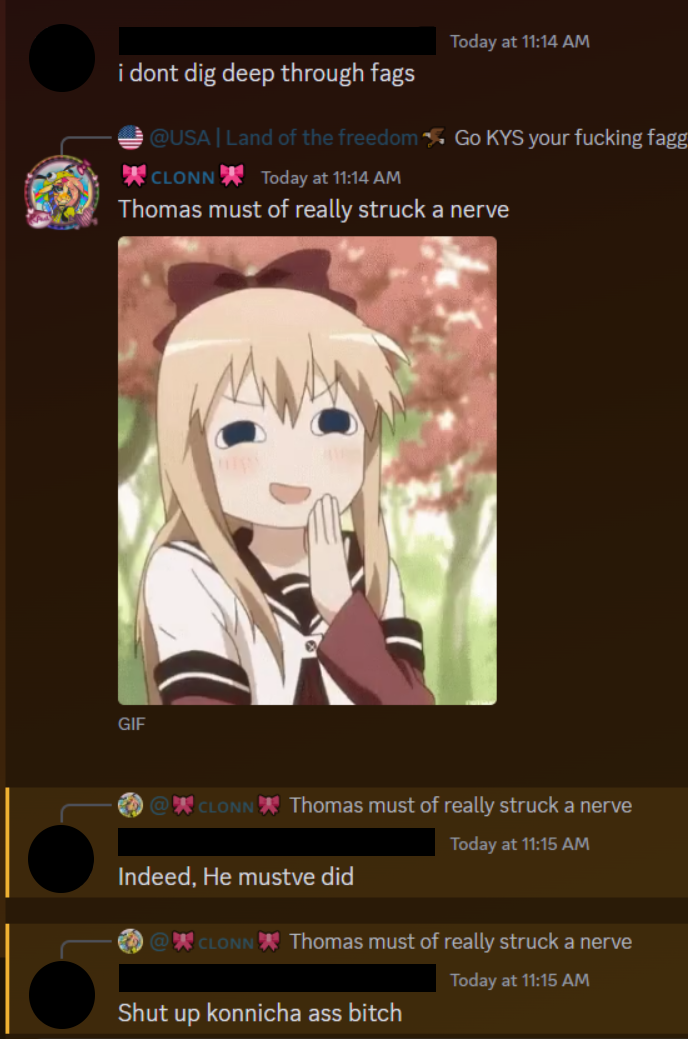 Today at 11:14 AM
i dont dig deep through fags
@USA | Land of the freedom Go KYS your fucking fagg
CLONN Today at 11:14 AM
Thomas must of really struck a nerve
GIF
@ CLONN Thomas must of really struck a nerve
Today at 11:15 AM
Indeed, He mustve did
@ CLONN Thomas must of really struck a nerve
Today at 11:15 AM
Shut up konnicha ass bitch